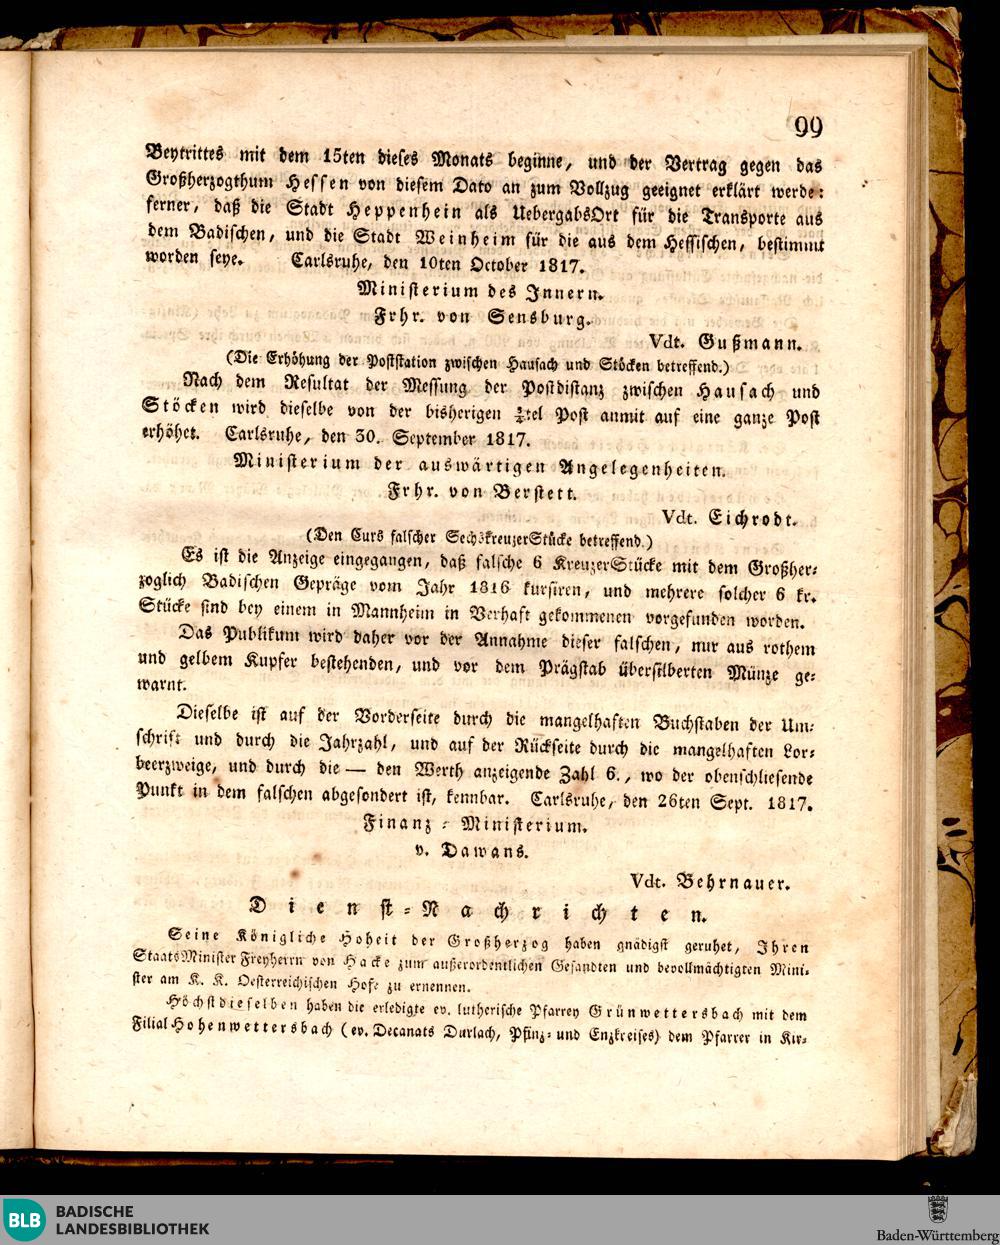 99
Beytrittes mit dem 15ten dieses Monats beginne, und der Vertrag gegen das
Großherzogthum Hessen von diesem Dato an zum Vollzug geeignet erklärt werde:
ferner, daß die Stadt Heppenhein als UebergabsOrt für die Transporte aus
dem Badischen, und die Stadt Weinheim für die aus dem Hessischen, bestimmt
worden seye. Carlsruhe, den 10ten October 1817.
Ministerium des Innern.
Frhr. von Sensburg.
Vdt. Gußmann.
(Die Erhöhung der Poststation zwischen Hausach und Stöcken betreffend.)
Nach dem Resultat der Messung der Postdistanz zwischen Hausach und
Stöcken wird dieselbe von der bisherigen tel Post anmit auf eine ganze Post
erhöhet. Carlsruhe, den 30. September 1817.
Ministerium der auswärtigen Angelegenheiten.
Frhr. von Berstett.
Vdt. Eichrodt.
(Den Curs falscher SechskreuzerStücke betreffend.)
Es ist die Anzeige eingegangen, daß falsche 6 KreuzerStücke mit dem Großher-
zoglich Badischen Gepräge vom Jahr 1816 kursiren, und mehrere solcher 6 kr.
Stücke sind bey einem in Mannheim in Verhaft gekommenen vorgefunden worden.
Das Publikum wird daher vor der Annahme dieser falschen, nur aus rothem
und gelbem Kupfer bestehenden, und vor dem Prägstab übersilberten Münze ge-
warnt.
Dieselbe ist auf der Vorderseite durch die mangelhaften Buchstaben der Um-
schrift und durch die Jahrzahl, und auf der Rückseite durch die mangelhaften Lor-
beerzweige, und durch die — den Werth anzeigende Zahl 6., wo der obenschliesende
Punkt in dem falschen abgesondert ist, kennbar. Carlsruhe, den 26ten Sept. 1817.
Finanz-Ministerium.
v. Dawans.
Vdt. Behrnauer.
Dienst-Nachrichten.
Seine Königliche Hoheit der Großherzog haben gnädigst geruhet, Ihren
StaatsMinister Freyherrn von Hacke zum außerordentlichen Gesandten und bevollmächtigten Mini-
ster am K. K. Oesterreichischen Hofe zu ernennen.
Höchstdieselben haben die erledigte ev. lutherische Pfarrey Grünwettersbach mit dem
Filial Hohenwettersbach (ev. Decanats Durlach, Pfinz- und Enzkreises) dem Pfarrer in Kir-
BLB
BADISCHE
LANDESBIBLIOTHEK
Baden-Württemberg